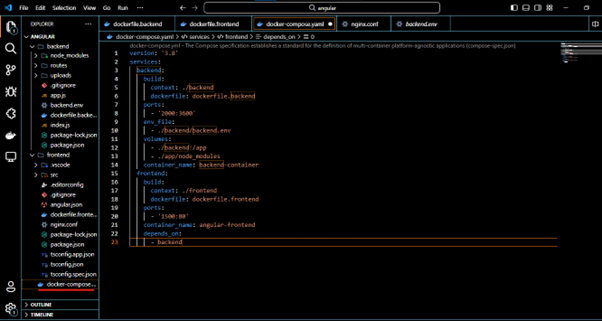 File Edit Selection View Go Run ...
angular
EXPLORER ...
dockerfile.backend
dockerfile.frontend
docker-compose.yaml
nginx.conf
backend.env
docker-compose.yaml > {} services > {} frontend > [ ] depends_on > 0
ANGULAR
backend
node_modules
routes
uploads
.gitignore
app.js
backend.env
dockerfile.backe...
index.js
package-lock.json
package.json
frontend
.vscode
src
.editorconfig
.gitignore
angular.json
dockerfile.fronte...
nginx.conf
package-lock.json
package.json
tsconfig.app.json
tsconfig.json
tsconfig.spec.json
docker-compose...
OUTLINE
TIMELINE
docker-compose.yml - The Compose specification establishes a standard for the definition of multi-container platform-agnostic applications (compose-spec.json)
1 version: '3.8'
2 services:
3 backend:
4 build:
5 context: ./backend
6 dockerfile: dockerfile.backend
7 ports:
8 - '2000:3600'
9 env_file:
10 - ./backend/backend.env
11 volumes:
12 - ./backend:/app
13 - ./app/node_modules
14 container_name: backend-container
15 frontend:
16 build:
17 context: ./frontend
18 dockerfile: dockerfile.frontend
19 ports:
20 - '1500:80'
21 container_name: angular-frontend
22 depends_on:
23 - backend